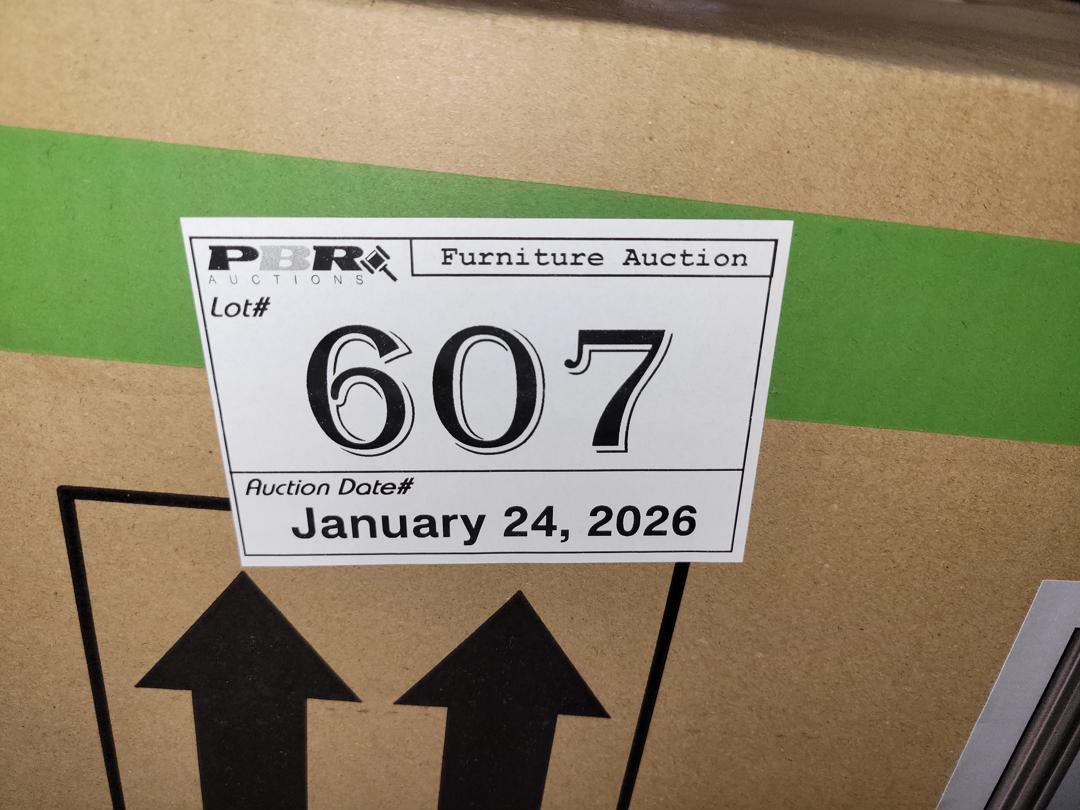 PBR
AUCTIONS
Furniture Auction
Lot#
607
Auction Date#
January 24, 2026